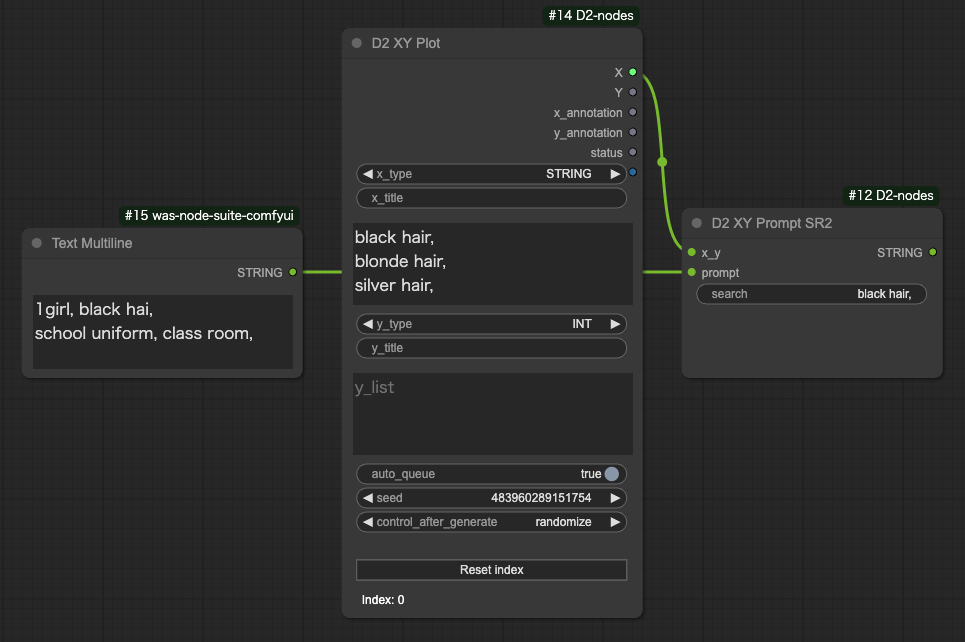 #15 was-node-suite-comfyui
Text Multiline
STRING
1girl, black hai,
school uniform, class room,
#14 D2-nodes
D2 XY Plot
X
Y
x_annotation
y_annotation
status
x_type STRING
x_title
black hair,
blonde hair,
silver hair,
y_type INT
y_title
y_list
auto_queue true
seed 483960289151754
control_after_generate randomize
Reset index
Index: 0
#12 D2-nodes
D2 XY Prompt SR2
x_y STRING
prompt
search black hair,